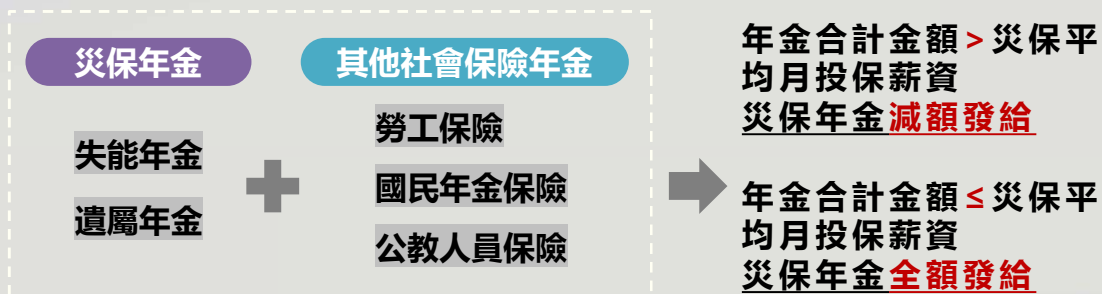 災保年金
失能年金
遺屬年金
其他社會保險年金
勞工保險
國民年金保險
公教人員保險
年金合計金額>災保平
均月投保薪資
災保年金減額發給
年金合計金額≤災保平
均月投保薪資
災保年金全額發給